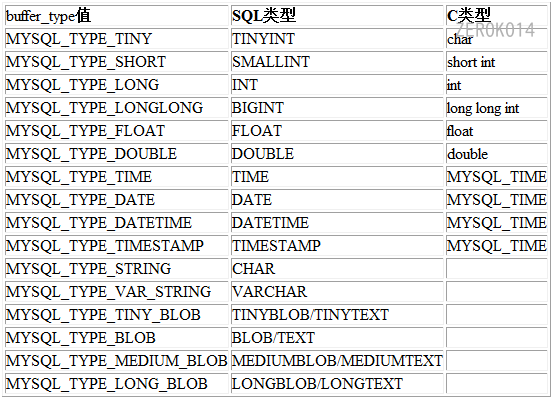 buffer_type值 SQL类型 C类型
ZEROK014
MYSQL_TYPE_TINY TINYINT char
MYSQL_TYPE_SHORT SMALLINT short int
MYSQL_TYPE_LONG INT int
MYSQL_TYPE_LONGLONG BIGINT long long int
MYSQL_TYPE_FLOAT FLOAT float
MYSQL_TYPE_DOUBLE DOUBLE double
MYSQL_TYPE_TIME TIME MYSQL_TIME
MYSQL_TYPE_DATE DATE MYSQL_TIME
MYSQL_TYPE_DATETIME DATETIME MYSQL_TIME
MYSQL_TYPE_TIMESTAMP TIMESTAMP MYSQL_TIME
MYSQL_TYPE_STRING CHAR
MYSQL_TYPE_VAR_STRING VARCHAR
MYSQL_TYPE_TINY_BLOB TINYBLOB/TINYTEXT
MYSQL_TYPE_BLOB BLOB/TEXT
MYSQL_TYPE_MEDIUM_BLOB MEDIUMBLOB/MEDIUMTEXT
MYSQL_TYPE_LONG_BLOB LONGBLOB/LONGTEXT